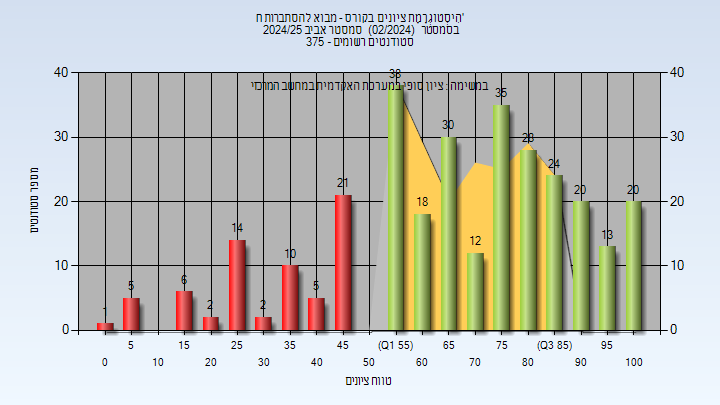 היסטוגרמת ציונים בקורס - מבוא להסתברות ח'
בסמסטר (02/2024) סמסטר אביב 2024/25
סטודנטים רשומים - 375
במשימה : ציון סופי במערכת האקדמית במחשב המרכזי
מספר סטודנטים
40 40
30 30
20 20
10 10
0 0
1 5 6 2 14 2 10 5 21 38 18 30 12 35 28 24 20 13 20
5 15 25 35 45 (Q1 55) 65 75 (Q3 85) 95
0 10 20 30 40 50 60 70 80 90 100
טווח ציונים